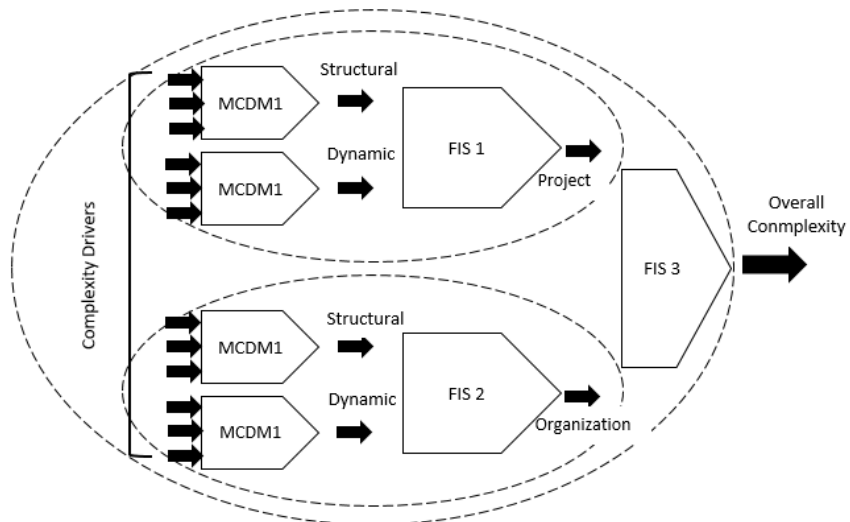 Complexity Drivers
MCDM1
Structural
MCDM1
Dynamic
FIS 1
Project
MCDM1
Structural
MCDM1
Dynamic
FIS 2
Organization
FIS 3
Overall
Conmplexity